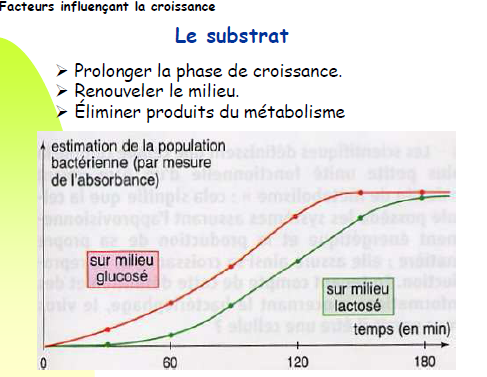 Facteurs influençant la croissance
Le substrat
➢ Prolonger la phase de croissance.
➢ Renouveler le milieu.
➢ Éliminer produits du métabolisme
estimation de la population
bactérienne (par mesure
de l'absorbance)
sur milieu
glucosé
sur milieu
lactosé
temps (en min)
0 60 120 180